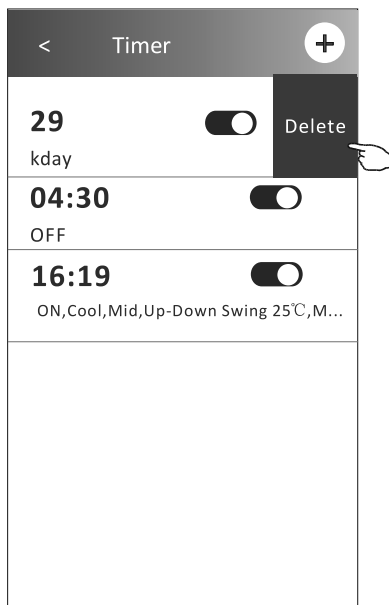 < Timer +
29
kday
Delete
04:30
OFF
16:19
ON,Cool,Mid,Up-Down Swing 25℃,M...